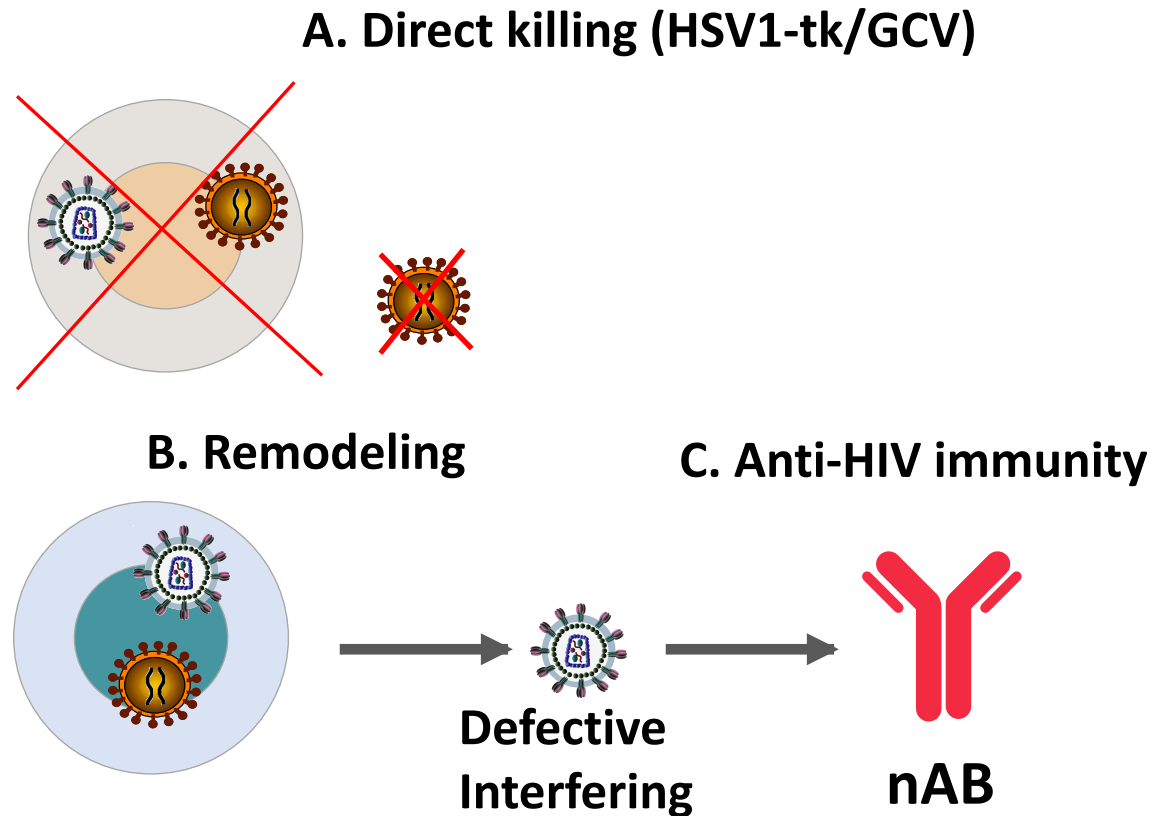 A. Direct killing (HSV1-tk/GCV)
B. Remodeling
C. Anti-HIV immunity
Defective
Interfering
nAB